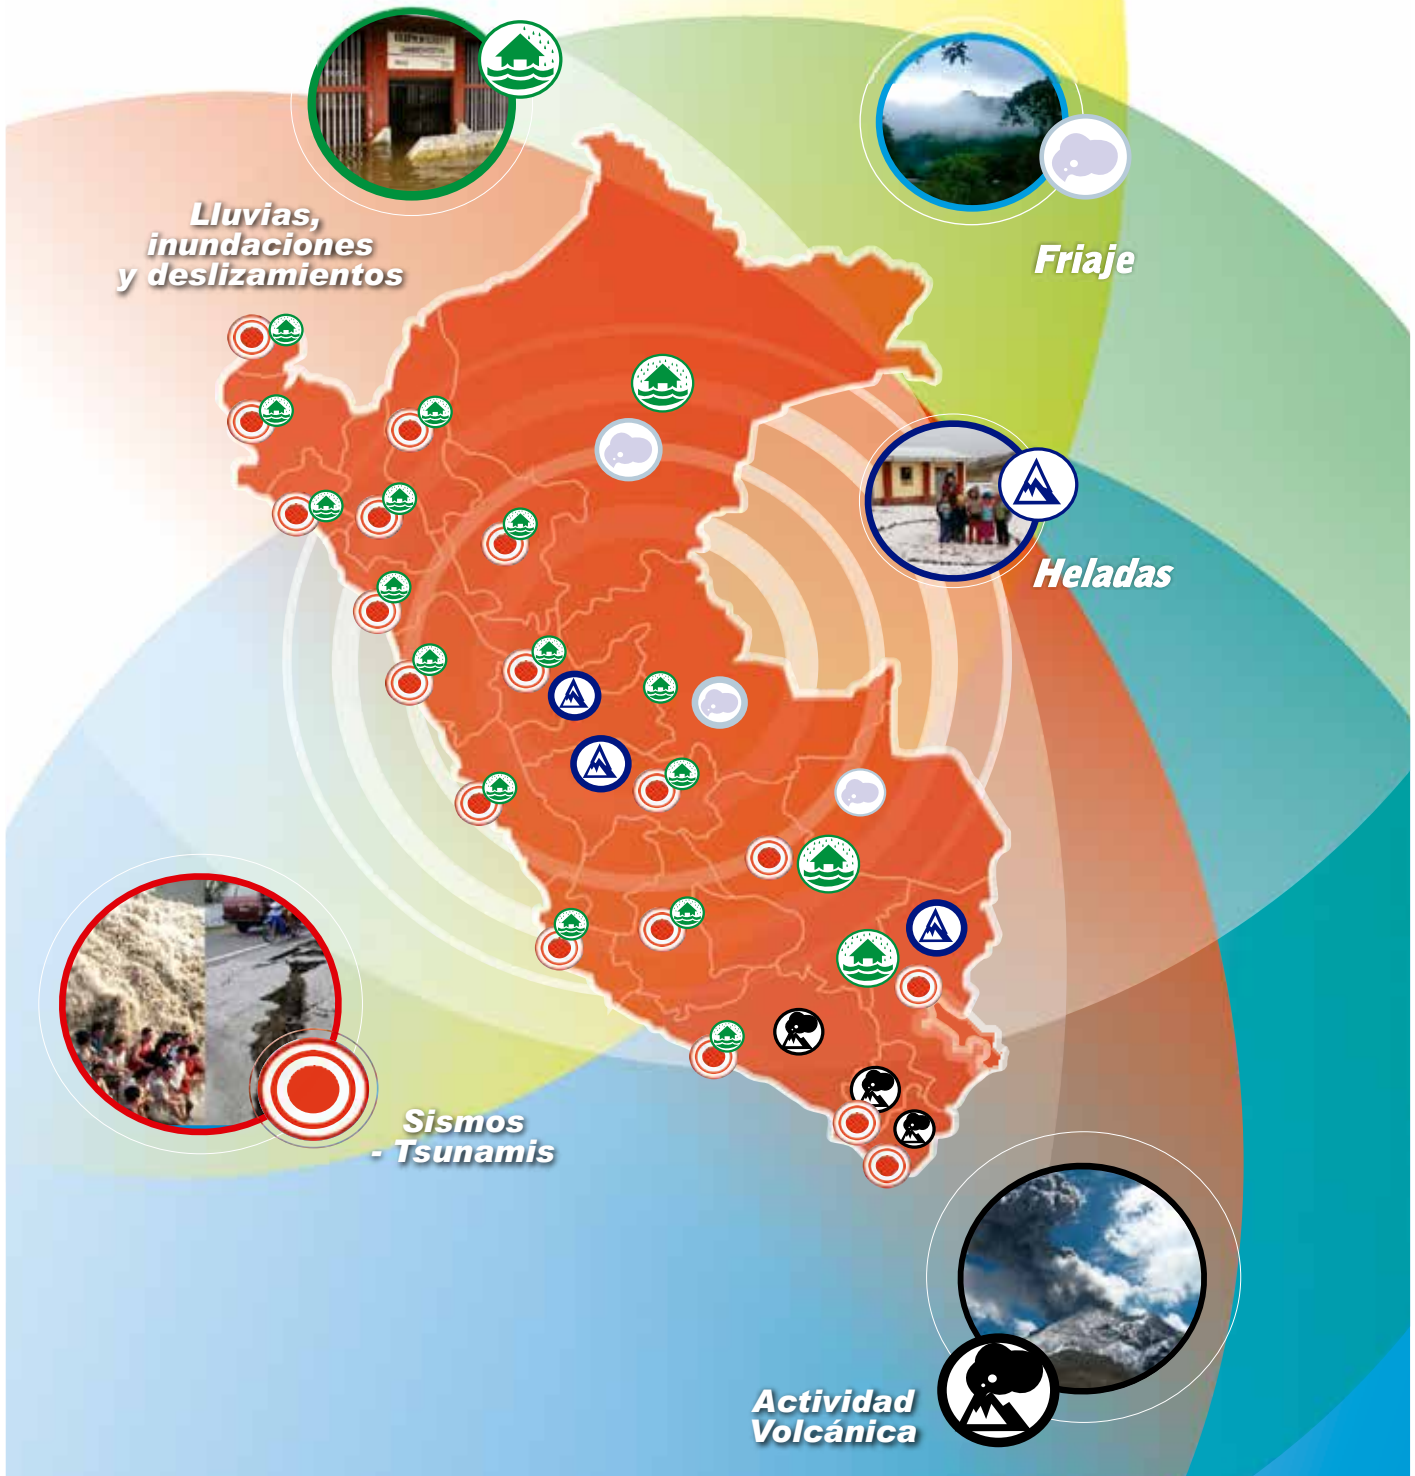 Lluvias,
inundaciones
y deslizamientos
Friaje
Heladas
Sismos
- Tsunamis
Actividad
Volcánica